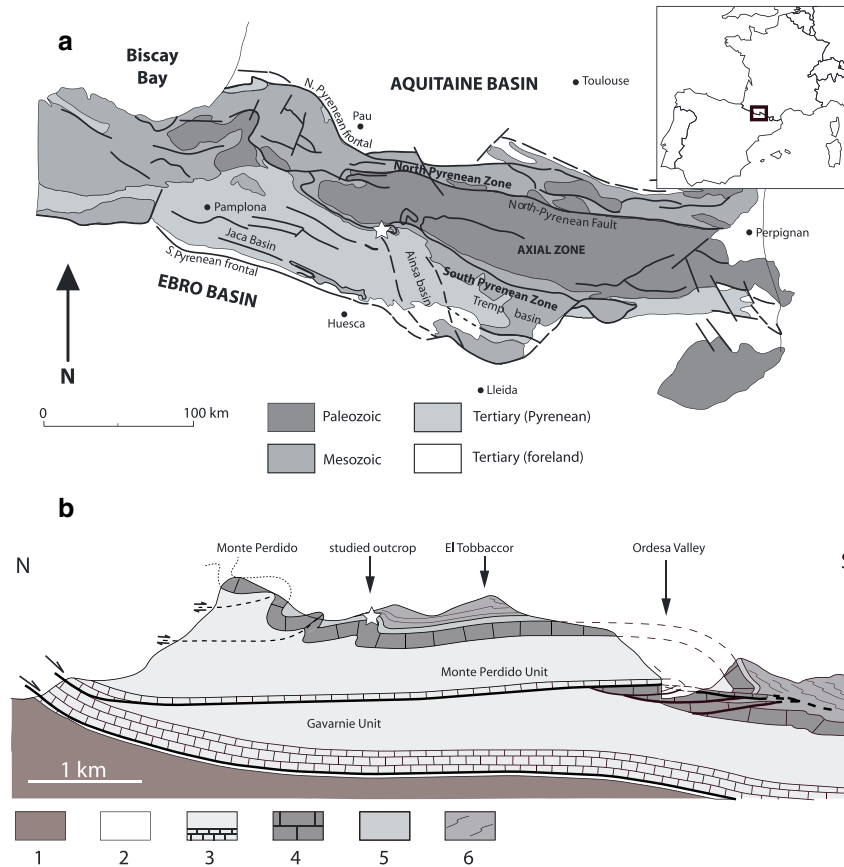 a
Biscay
Bay
AQUITAINE BASIN
Toulouse
N. Pyrenean frontal
Pau
North Pyrenean Zone
North-Pyrenean Fault
Pamplona
Perpignan
Jaca Basin
AXIAL ZONE
S. Pyrenean frontal
Ainsa basin
South Pyrenean Zone
Tremp basin
EBRO BASIN
Huesca
N
Lleida
0 100 km
Paleozoic
Tertiary (Pyrenean)
Mesozoic
Tertiary (foreland)
b
N
Monte Perdido
studied outcrop
El Tobbaccor
Ordesa Valley
S
Monte Perdido Unit
Gavarnie Unit
1 km
1 2 3 4 5 6